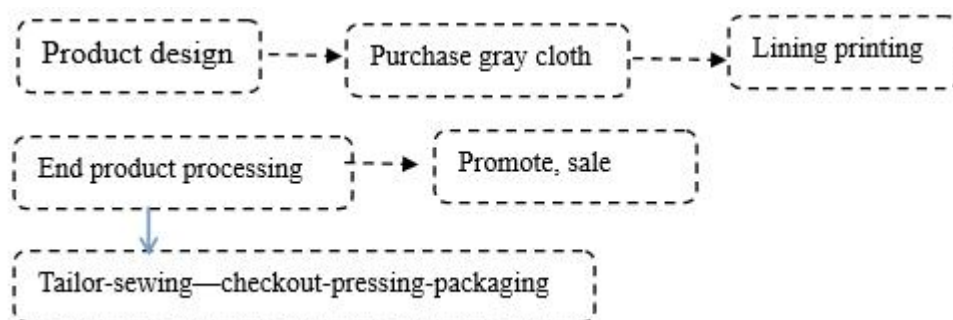 Product design
Purchase gray cloth
Lining printing
End product processing
Promote, sale
Tailor-sewing—checkout-pressing-packaging